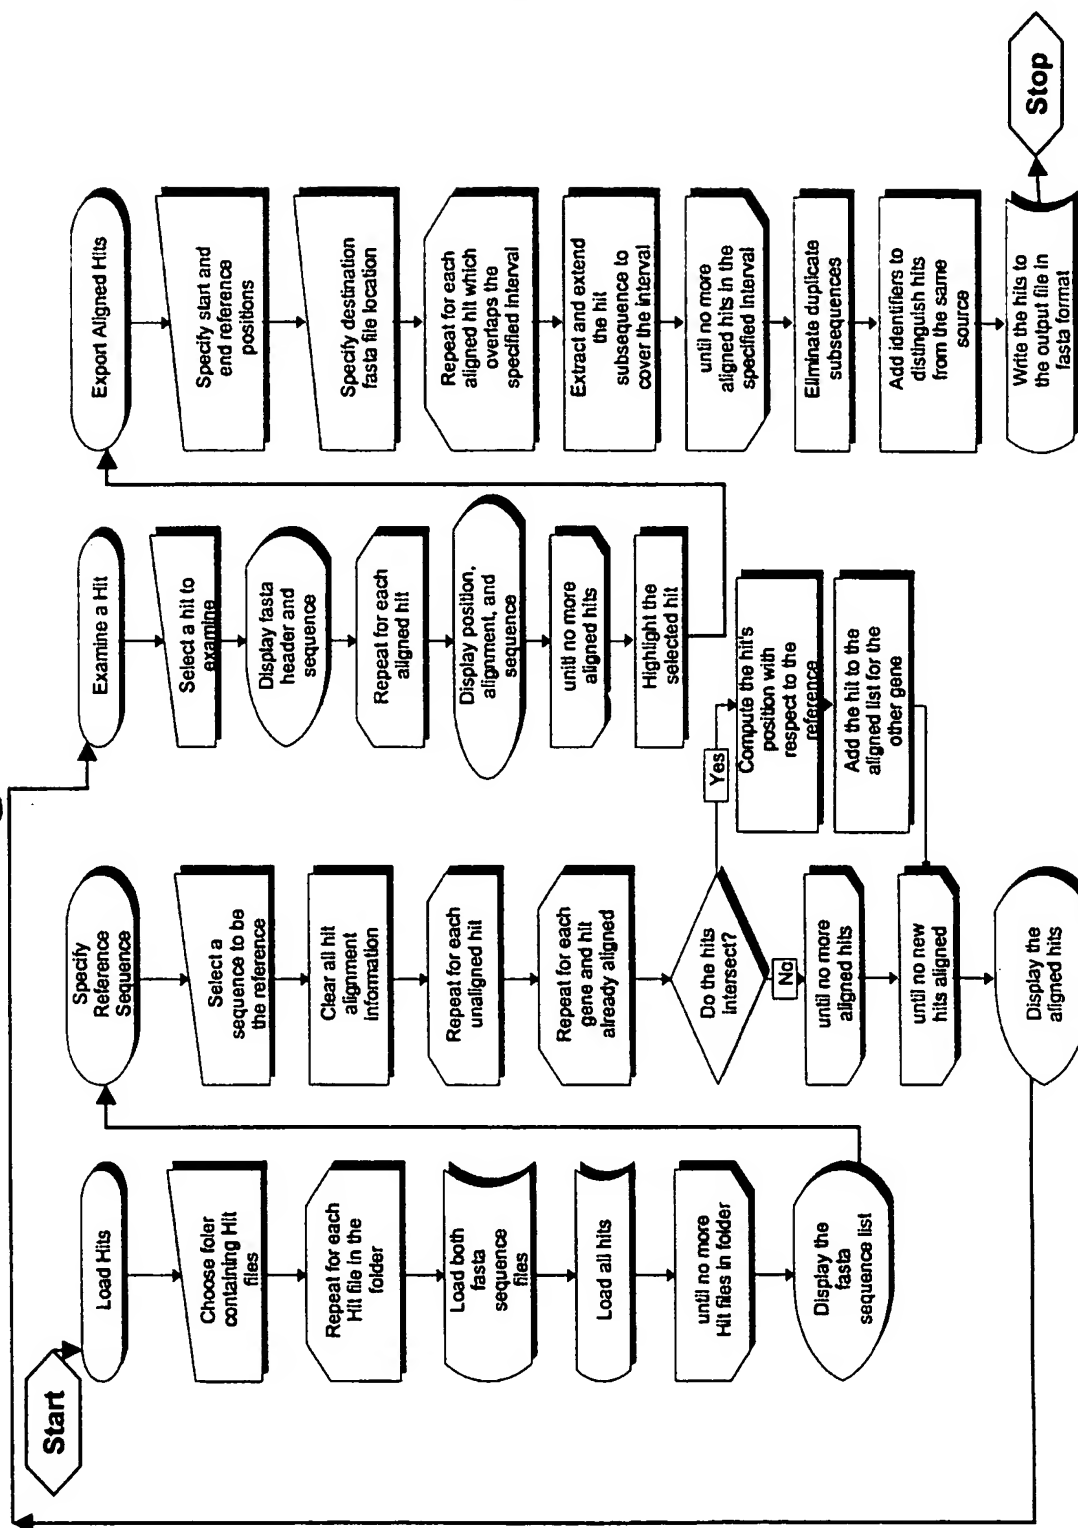 Start
Load Hits
Choose foler
containing Hit
files
Repeat for each
Hit file in the
folder
Load both
fasta
sequence
files
Load all hits
until no more
Hit files in folder
Display the
fasta
sequence list
Specify
Reference
Sequence
Select a
sequence to be
the reference
Clear all hit
alignment
information
Repeat for each
unaligned hit
Repeat for each
gene and hit
already aligned
Do the hits
intersect?
No
until no more
aligned hits
until no new
hits aligned
Display the
aligned hits
Yes
Compute the hit's
position with
respect to the
reference
Add the hit to the
aligned list for the
other gene
Examine a Hit
Select a hit to
examine
Display fasta
header and
sequence
Repeat for each
aligned hit
Display position,
alignment, and
sequence
until no more
aligned hits
Highlight the
selected hit
Export Aligned Hits
Specify start and
end reference
positions
Specify destination
fasta file location
Repeat for each
aligned hit which
overlaps the
specified interval
Extract and extend
the hit
subsequence to
cover the interval
until no more
aligned hits in the
specified interval
Eliminate duplicate
subsequences
Add identifiers to
distinguish hits
from the same
source
Write the hits to
the output file in
fasta format
Stop